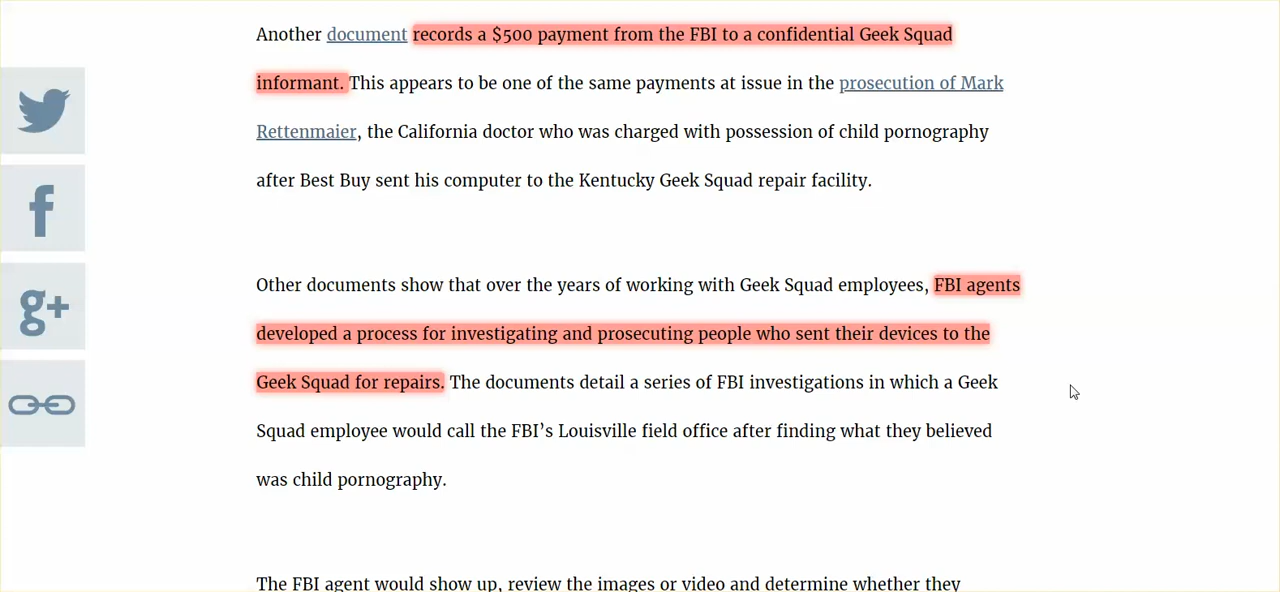 Another document records a $500 payment from the FBI to a confidential Geek Squad
informant. This appears to be one of the same payments at issue in the prosecution of Mark
Rettenmaier, the California doctor who was charged with possession of child pornography
after Best Buy sent his computer to the Kentucky Geek Squad repair facility.
Other documents show that over the years of working with Geek Squad employees, FBI agents
developed a process for investigating and prosecuting people who sent their devices to the
Geek Squad for repairs. The documents detail a series of FBI investigations in which a Geek
Squad employee would call the FBI’s Louisville field office after finding what they believed
was child pornography.
The FBI agent would show up, review the images or video and determine whether they
f
g+